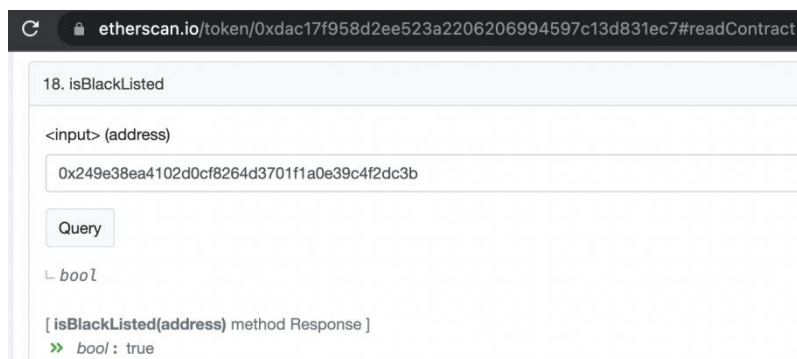 etherscan.io/token/0xdac17f958d2ee523a2206206994597c13d831ec7#readContract
18. isBlackListed
<input> (address)
0x249e38ea4102d0cf8264d3701f1a0e39c4f2dc3b
Query
└ bool
[ isBlackListed(address) method Response ]
>> bool : true